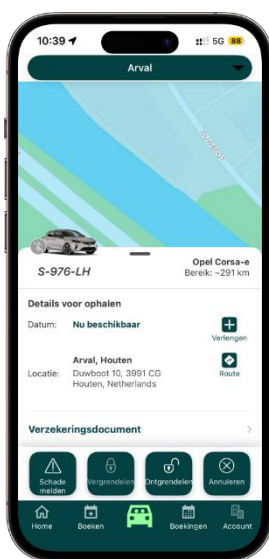 10:39 5G 88
Arval
Duwboot
S-976-LH
Opel Corsa-e
Bereik: ~291 km
Details voor ophalen
Datum: Nu beschikbaar
Verlengen
Arval, Houten
Locatie: Duwboot 10, 3991 CG
Houten, Netherlands
Route
Verzekeringsdocument
Schade melden
Vergrendelen
Ontgrendelen
Annuleren
Home Boeken Boekingen Account